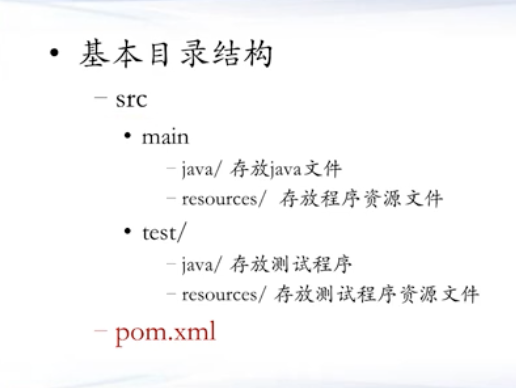 • 基本目录结构
– src
• main
– java/ 存放java文件
– resources/ 存放程序资源文件
• test/
– java/ 存放测试程序
– resources/ 存放测试程序资源文件
– pom.xml